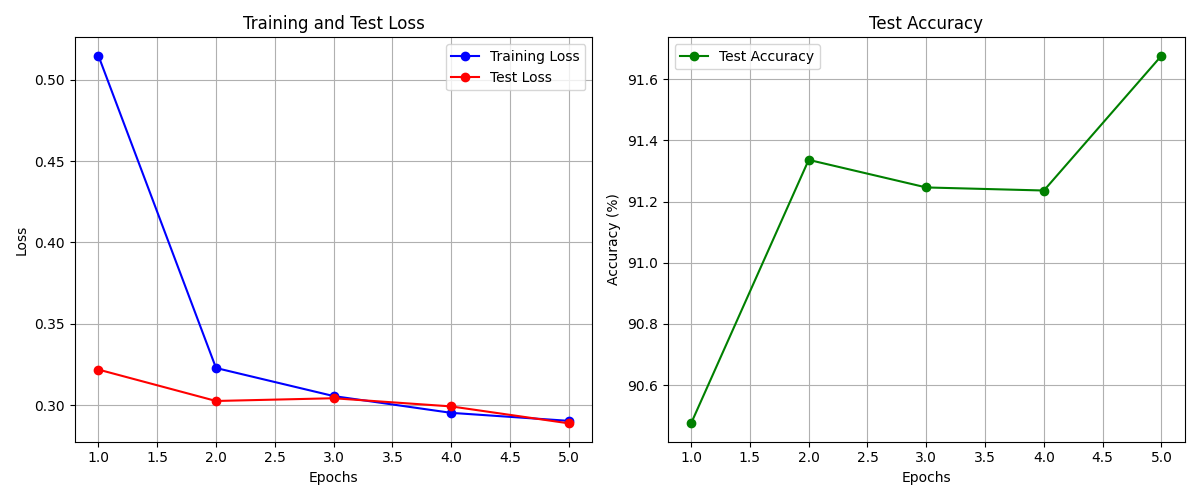 Training and Test Loss
Training Loss
Test Loss
0.50
0.45
0.40
0.35
0.30
Loss
1.0 1.5 2.0 2.5 3.0 3.5 4.0 4.5 5.0
Epochs
Test Accuracy
Test Accuracy
91.6
91.4
91.2
91.0
90.8
90.6
Accuracy (%)
1.0 1.5 2.0 2.5 3.0 3.5 4.0 4.5 5.0
Epochs